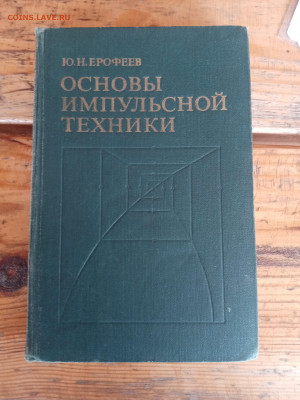 COINS.LAVE.RU
Ю.Н.ЕРОФЕЕВ
ОСНОВЫ
ИМПУЛЬСНОЙ
ТЕХНИКИ